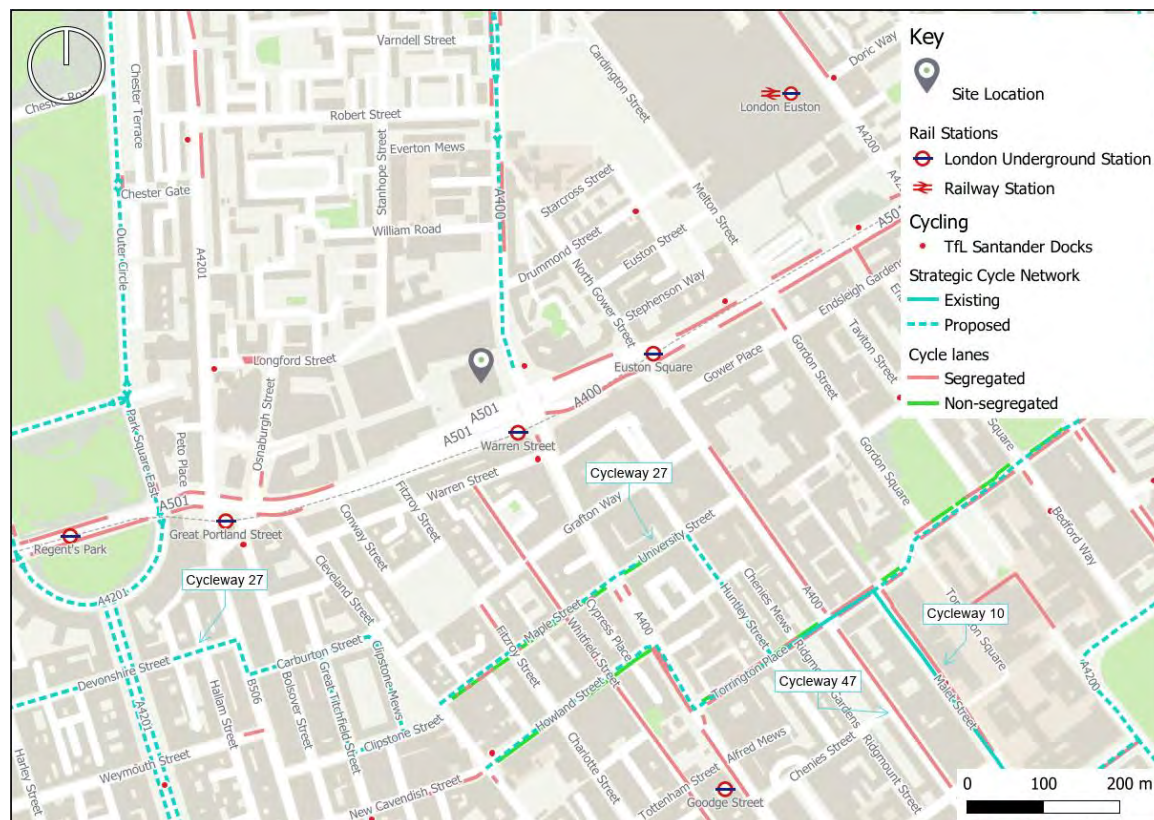 Varndell Street
Cardington Street
Doric Way
Chester Road
Chester Terrace
Robert Street
London Euston
Everton Mews
Stanhope Street
A400
A4200
Chester Gate
Starcross Street
Melton Street
William Road
Outer Circle
A4201
Drummond Street
Euston Street
North Gower Street
Stephenson Way
A501
Endsleigh Gardens
Longford Street
Euston Square
Gower Place
Gordon Street
Taviton Street
Osnaburgh Street
Peto Place
Park Square East
A501
A501
A400
Warren Street
Warren Street
A501
Regent's Park
Great Portland Street
Fitzroy Street
Conway Street
Cleveland Street
Grafton Way
Cycleway 27
University Street
Gordon Square
Square
Bedford Way
A4201
Cycleway 27
Devonshire Street
Carburton Street
Clipstone Mews
Maple Street
Fitzroy Street
Whitfield Street
Cypress Place
A400
Huntley Street
Chenies Mews
A400
Cycleway 10
Torrington Place
Cycleway 47
Malet Street
A4200
A4201
Hallam Street
B506
Bolsover Street
Great Titchfield Street
Clipstone Street
Howland Street
Charlotte Street
Alfred Mews
Chenies Street
Ridgmount Street
Harley Street
Weymouth Street
New Cavendish Street
Tottenham Street
Goodge Street
Key
Site Location
Rail Stations
London Underground Station
Railway Station
Cycling
TfL Santander Docks
Strategic Cycle Network
Existing
Proposed
Cycle lanes
Segregated
Non-segregated
0 100 200 m